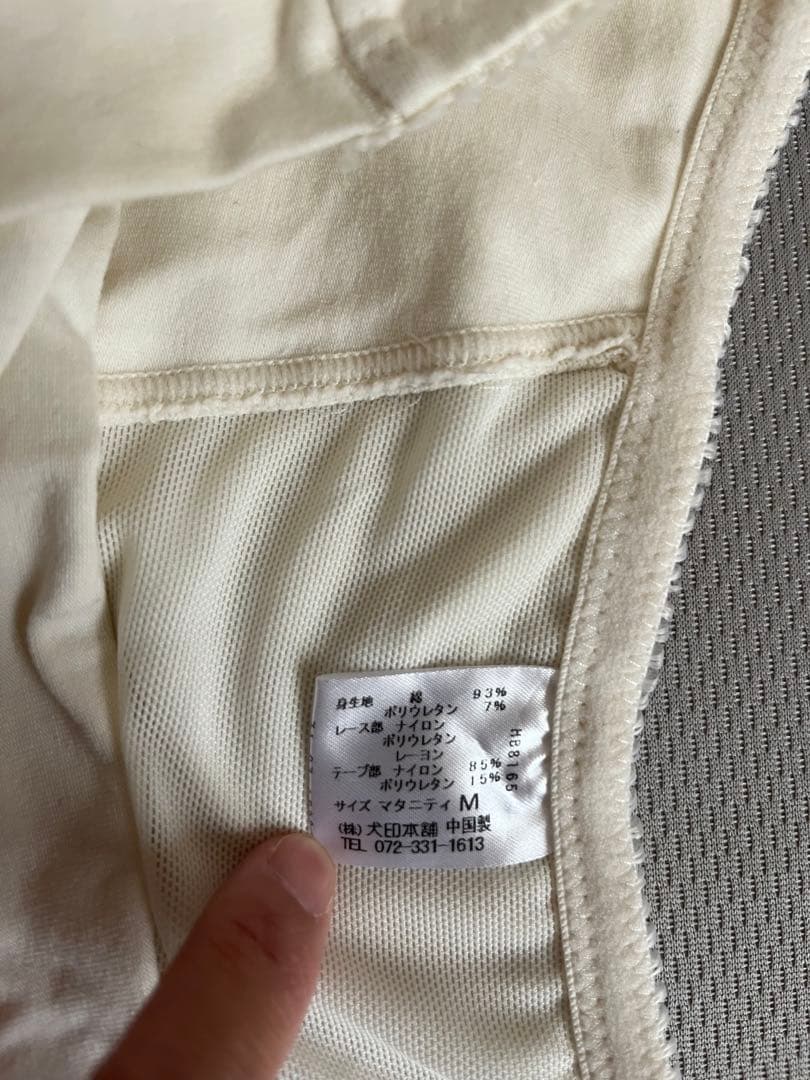 身生地 綿 93%
ポリウレタン 7%
レース部 ナイロン
ポリウレタン
レーヨン
テープ部 ナイロン 85%
ポリウレタン 15%
サイズ マタニティ M
(株)犬印本舗 中国製
TEL 072-331-1613
HB8165